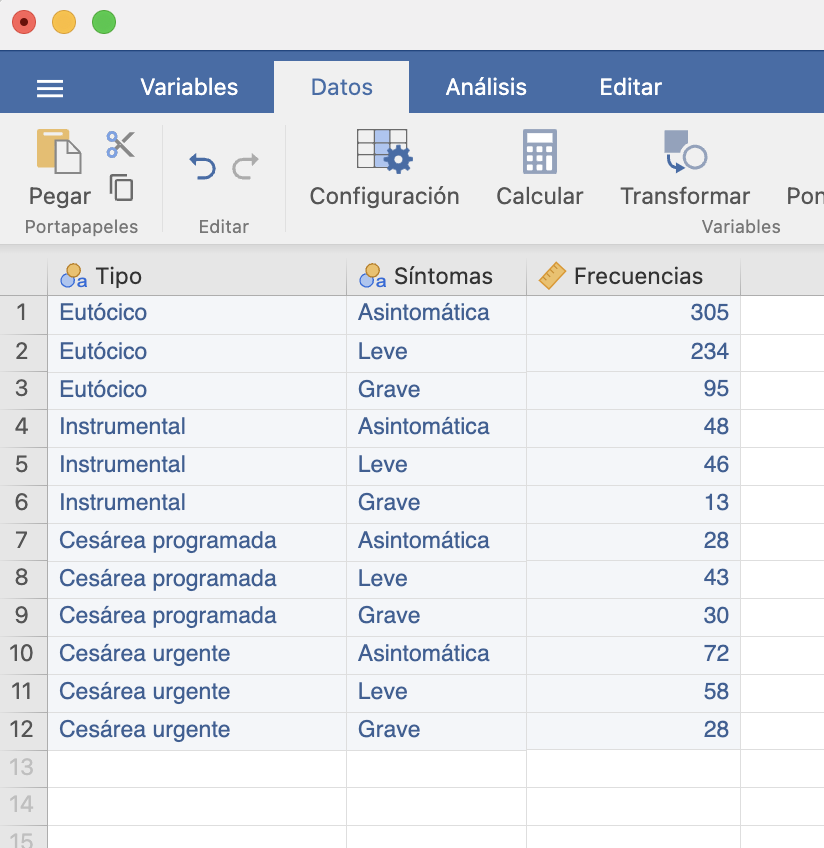 Variables Datos Análisis Editar
Pegar Configuración Calcular Transformar Pon
Portapapeles Editar Variables
Tipo Síntomas Frecuencias
1 Eutócico Asintomática 305
2 Eutócico Leve 234
3 Eutócico Grave 95
4 Instrumental Asintomática 48
5 Instrumental Leve 46
6 Instrumental Grave 13
7 Cesárea programada Asintomática 28
8 Cesárea programada Leve 43
9 Cesárea programada Grave 30
10 Cesárea urgente Asintomática 72
11 Cesárea urgente Leve 58
12 Cesárea urgente Grave 28
13
14
15